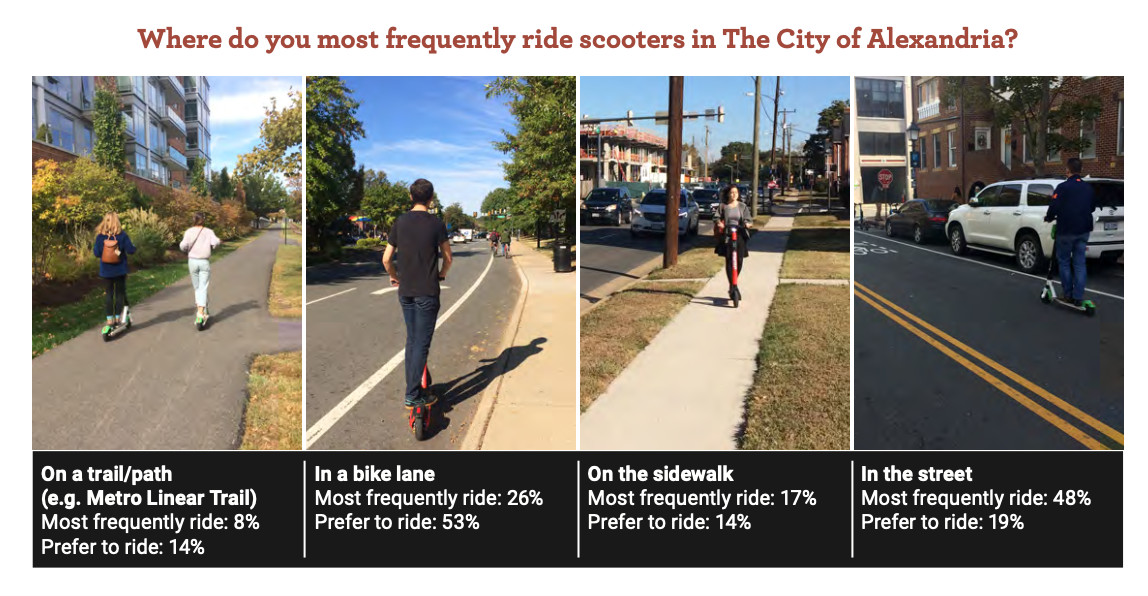 Where do you most frequently ride scooters in The City of Alexandria?
STOP
On a trail/path
(e.g. Metro Linear Trail)
Most frequently ride: 8%
Prefer to ride: 14%
In a bike lane
Most frequently ride: 26%
Prefer to ride: 53%
On the sidewalk
Most frequently ride: 17%
Prefer to ride: 14%
In the street
Most frequently ride: 48%
Prefer to ride: 19%